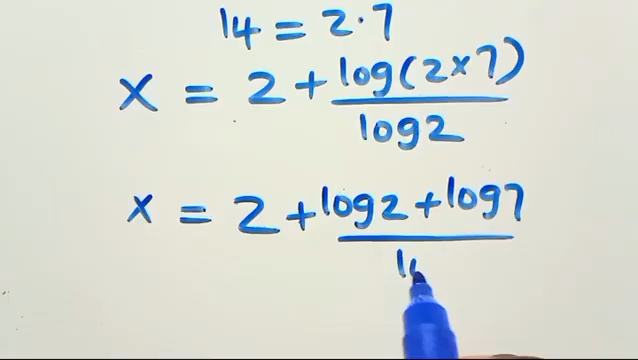 14 = 2·7
x = 2 + log(2×7)
log2
x = 2 + log2 + log7
l